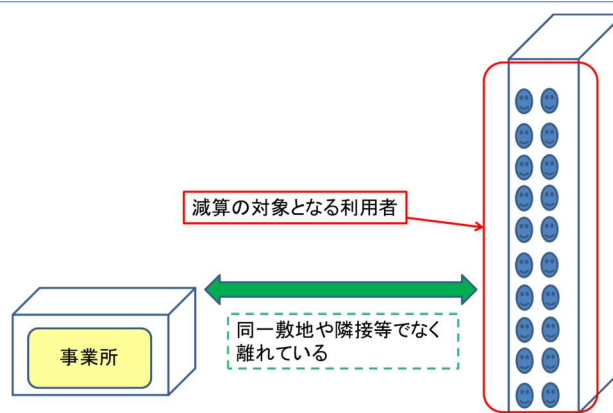 減算の対象となる利用者
同一敷地や隣接等でなく
離れている
事業所